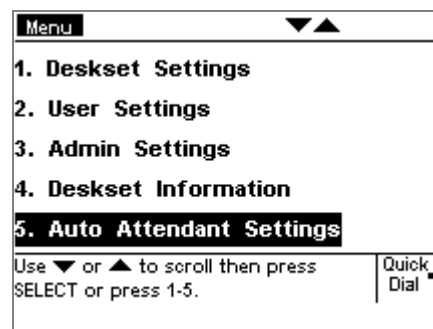 Menu ▼▲
1. Deskset Settings
2. User Settings
3. Admin Settings
4. Deskset Information
5. Auto Attendant Settings
Use ▼ or ▲ to scroll then press
SELECT or press 1-5.
Quick
Dial